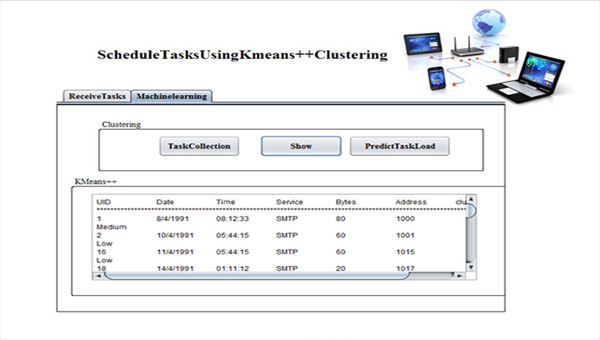 ScheduleTasksUsingKmeans++Clustering
ReceiveTasks Machinelearning
Clustering
TaskCollection Show PredictTaskLoad
KMeans++
UID Date Time Service Bytes Address clu
1 8/4/1991 08:12:33 SMTP 80 1000
Medium
2 10/4/1991 05:44:15 SMTP 60 1001
Low
16 11/4/1991 05:44:15 SMTP 60 1015
Low
18 14/4/1991 01:11:12 SMTP 20 1017